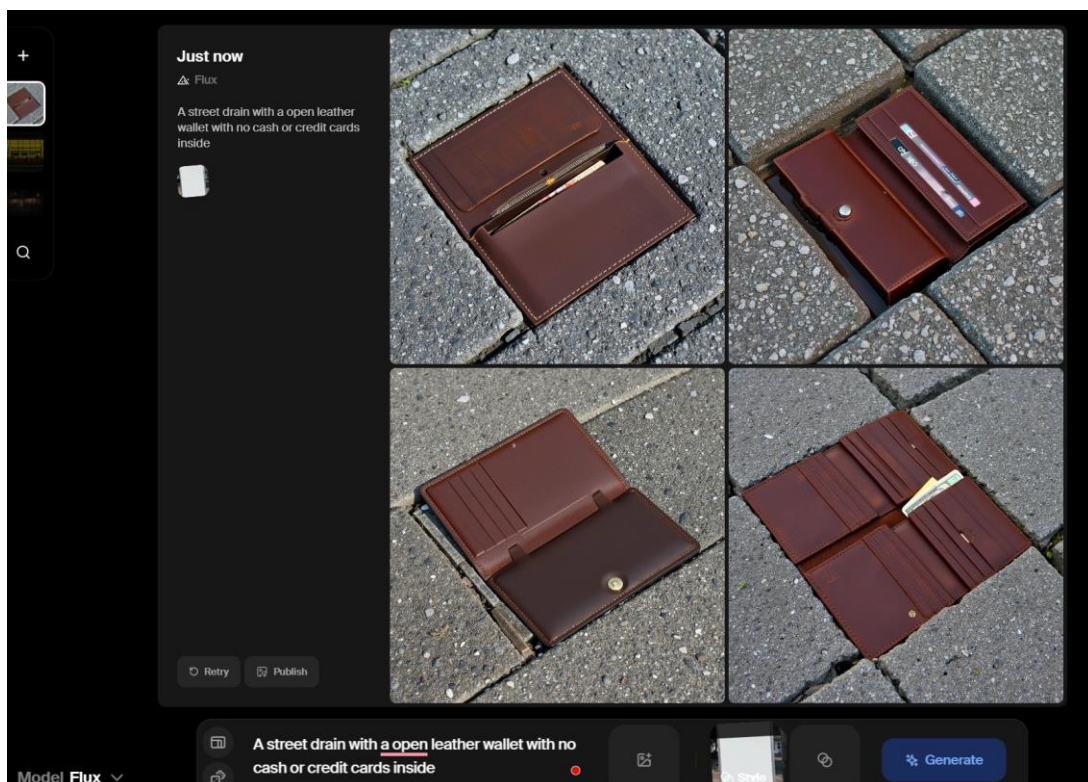 Just now
Flux
A street drain with a open leather
wallet with no cash or credit cards
inside
Retry
Publish
A street drain with a open leather wallet with no
cash or credit cards inside
Style
Generate
Model Flux